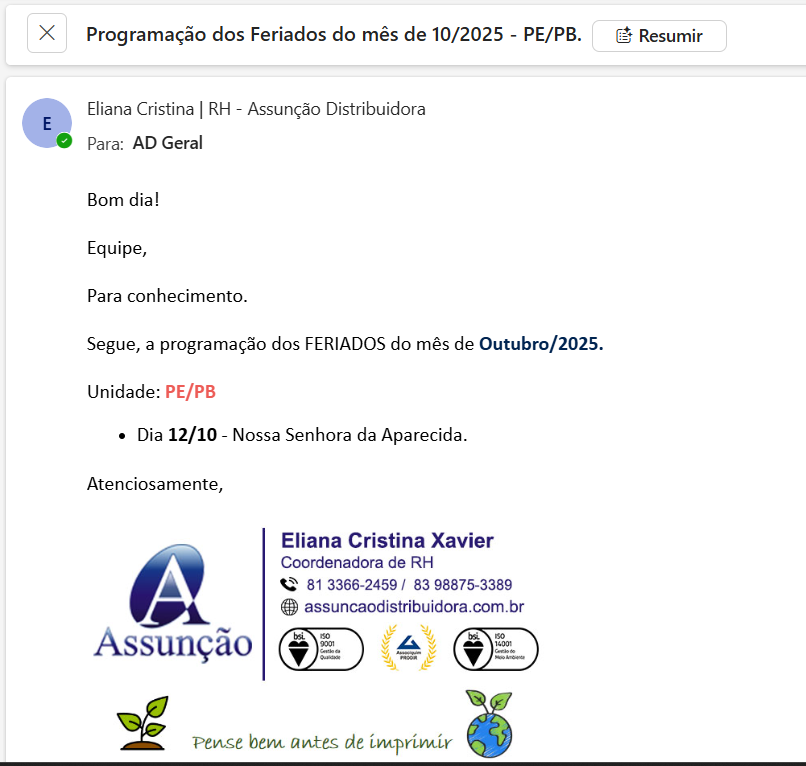 Programação dos Feriados do mês de 10/2025 - PE/PB.
Resumir
E
Eliana Cristina | RH - Assunção Distribuidora
Para: AD Geral
Bom dia!
Equipe,
Para conhecimento.
Segue, a programação dos FERIADOS do mês de Outubro/2025.
Unidade: PE/PB
• Dia 12/10 - Nossa Senhora da Aparecida.
Atenciosamente,
Assunção
Eliana Cristina Xavier
Coordenadora de RH
81 3366-2459 / 83 98875-3389
assuncaodistribuidora.com.br
bsi.
ISO
9001
Gestão da
Qualidade
Associquim
PRODIR
bsi.
ISO
14001
Gestão do
Meio Ambiente
Pense bem antes de imprimir